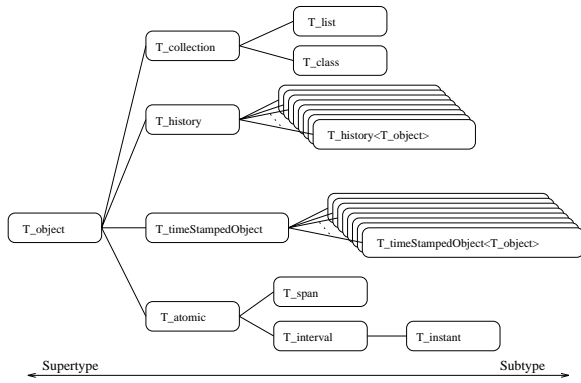 T_list
T_collection
T_class
T_history
T_history<T_object>
T_object
T_timeStampedObject
T_timeStampedObject<T_object>
T_span
T_atomic
T_interval
T_instant
Supertype
Subtype